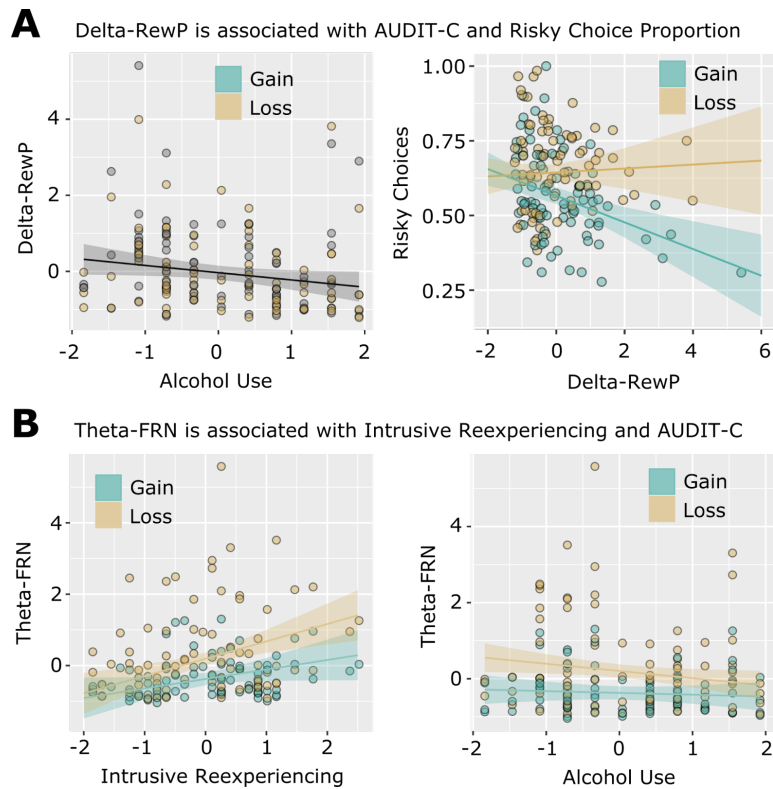 A
Delta-RewP is associated with AUDIT-C and Risky Choice Proportion
Gain
Loss
Delta-RewP
4
2
0
-2
-1
0
1
2
Alcohol Use
Gain
Loss
Risky Choices
1.00
0.75
0.50
0.25
-2
0
2
4
6
Delta-RewP
B
Theta-FRN is associated with Intrusive Reexperiencing and AUDIT-C
Gain
Loss
Theta-FRN
4
2
0
-2
-1
0
1
2
Intrusive Reexperiencing
Gain
Loss
Theta-FRN
4
2
0
-2
-1
0
1
2
Alcohol Use